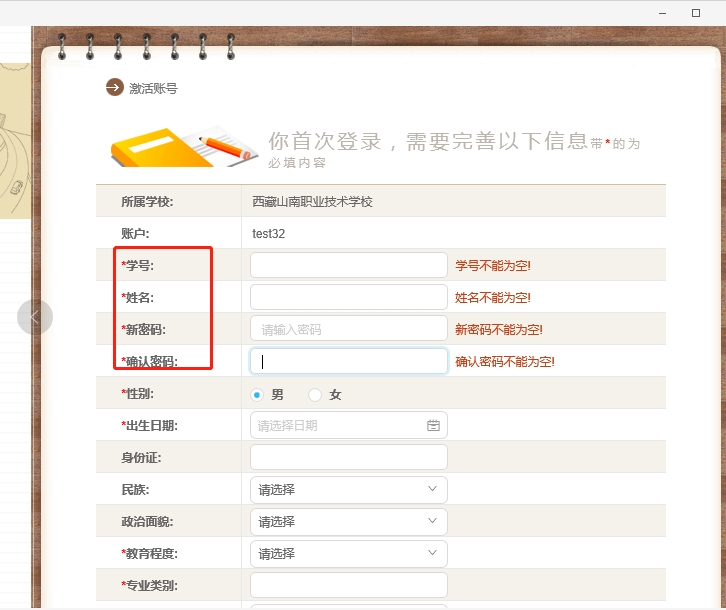 激活账号
你首次登录，需要完善以下信息带*的为
必填内容
所属学校: 西藏山南职业技术学校
账户: test32
*学号: 学号不能为空!
*姓名: 姓名不能为空!
*新密码: 请输入密码 新密码不能为空!
*确认密码: 确认密码不能为空!
*性别: 男 女
*出生日期: 请选择日期
身份证:
民族: 请选择
政治面貌: 请选择
*教育程度: 请选择
*专业类别: